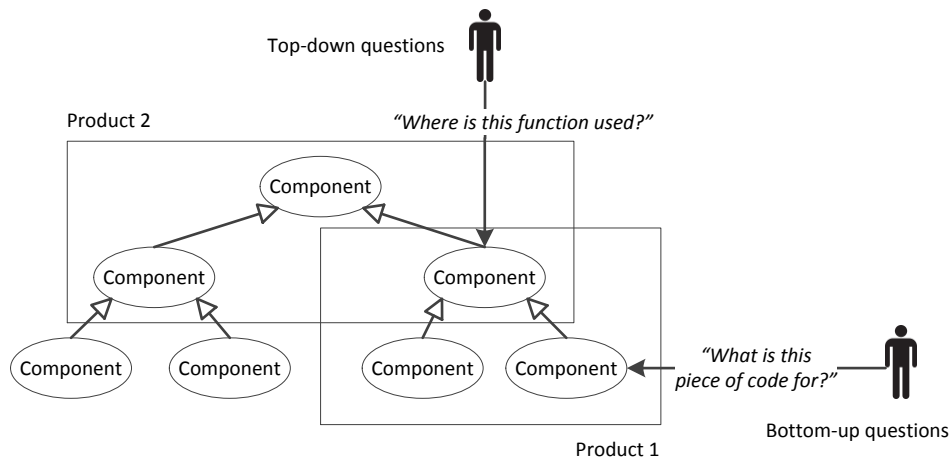 Top-down questions
Product 2
“Where is this function used?”
Component
Component
Component
Component
Component
Component
Component
“What is this
piece of code for?”
Product 1
Bottom-up questions